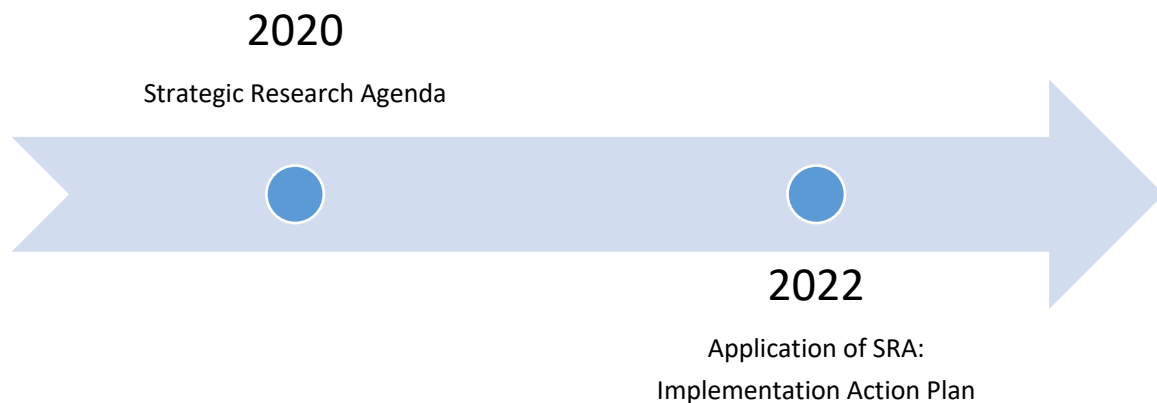 2020
Strategic Research Agenda
2022
Application of SRA:
Implementation Action Plan